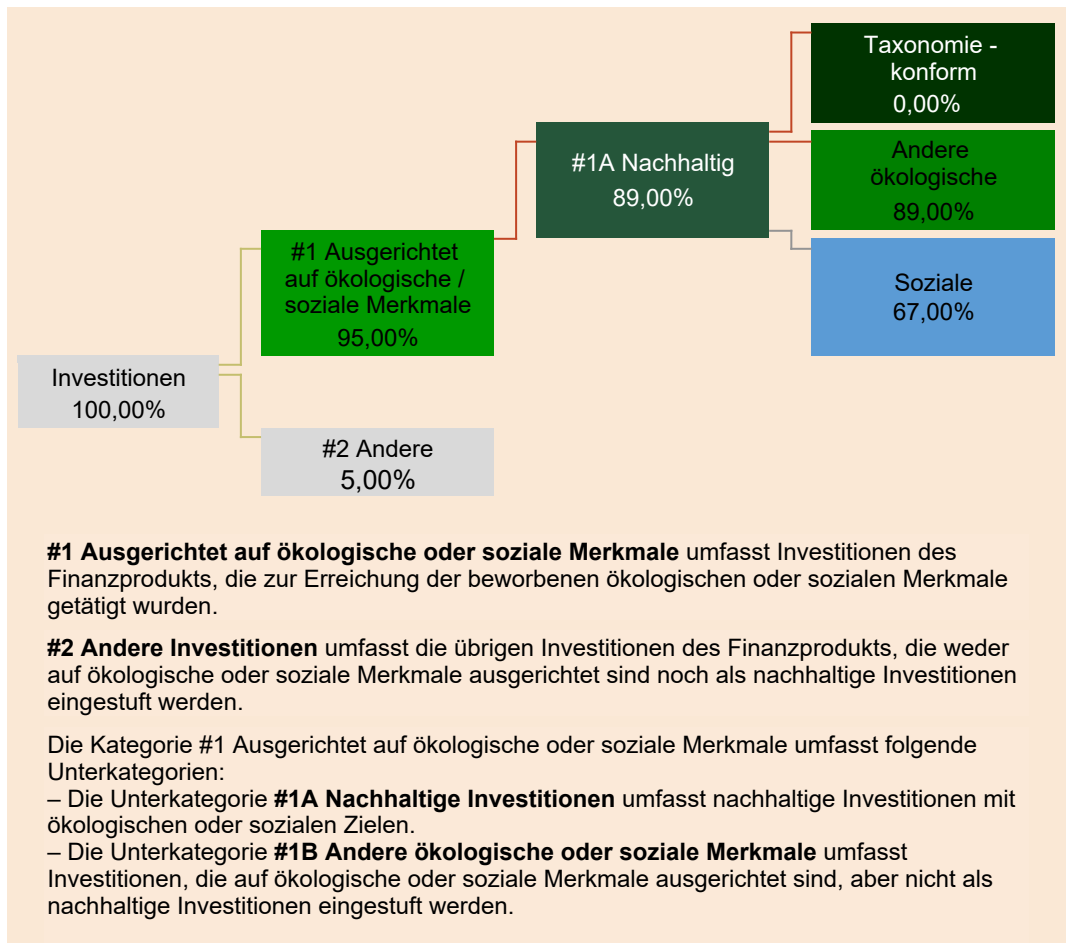 Taxonomie -
konform
0,00%
Andere
ökologische
89,00%
#1A Nachhaltig
89,00%
Soziale
67,00%
#1 Ausgerichtet
auf ökologische /
soziale Merkmale
95,00%
Investitionen
100,00%
#2 Andere
5,00%
#1 Ausgerichtet auf ökologische oder soziale Merkmale umfasst Investitionen des
Finanzprodukts, die zur Erreichung der beworbenen ökologischen oder sozialen Merkmale
getätigt wurden.
#2 Andere Investitionen umfasst die übrigen Investitionen des Finanzprodukts, die weder
auf ökologische oder soziale Merkmale ausgerichtet sind noch als nachhaltige Investitionen
eingestuft werden.
Die Kategorie #1 Ausgerichtet auf ökologische oder soziale Merkmale umfasst folgende
Unterkategorien:
– Die Unterkategorie #1A Nachhaltige Investitionen umfasst nachhaltige Investitionen mit
ökologischen oder sozialen Zielen.
– Die Unterkategorie #1B Andere ökologische oder soziale Merkmale umfasst
Investitionen, die auf ökologische oder soziale Merkmale ausgerichtet sind, aber nicht als
nachhaltige Investitionen eingestuft werden.